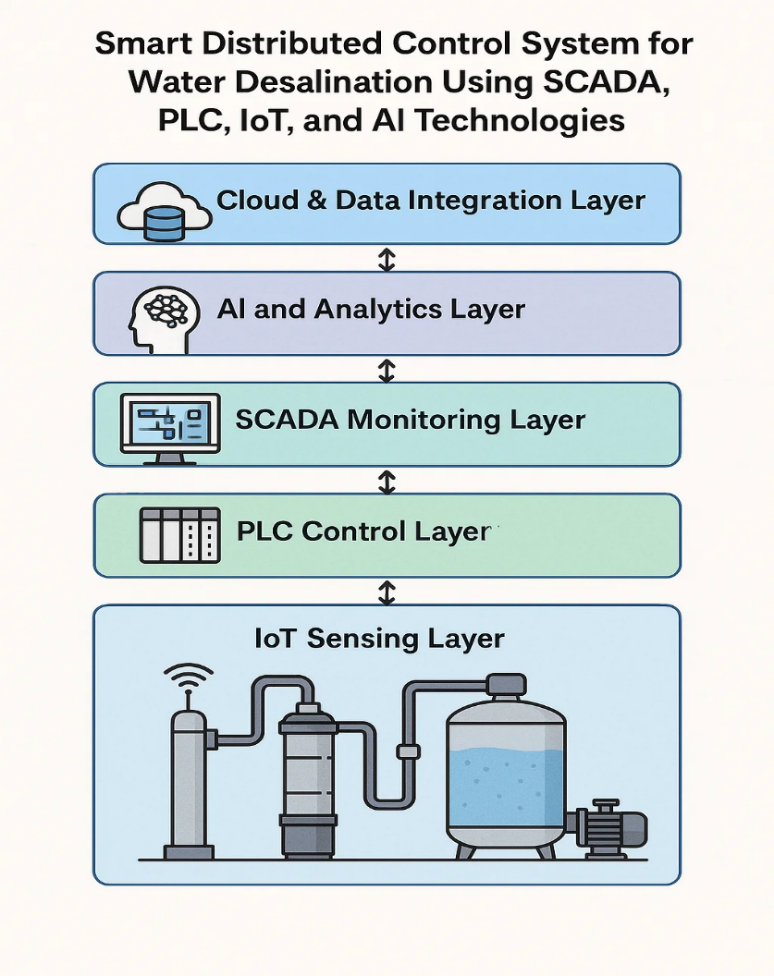 Smart Distributed Control System for
Water Desalination Using SCADA,
PLC, IoT, and AI Technologies
Cloud & Data Integration Layer
AI and Analytics Layer
SCADA Monitoring Layer
PLC Control Layer
IoT Sensing Layer